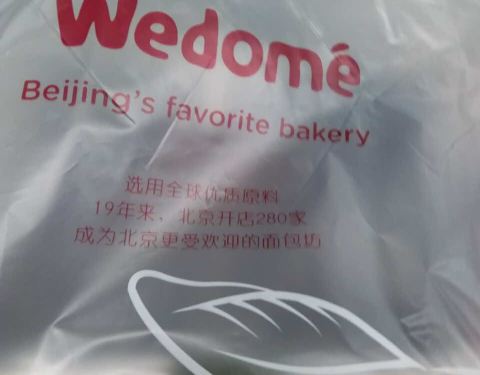 Wedomé
Beijing's favorite bakery
选用全球优质原料
19年来，北京开店280家
成为北京更受欢迎的面包坊